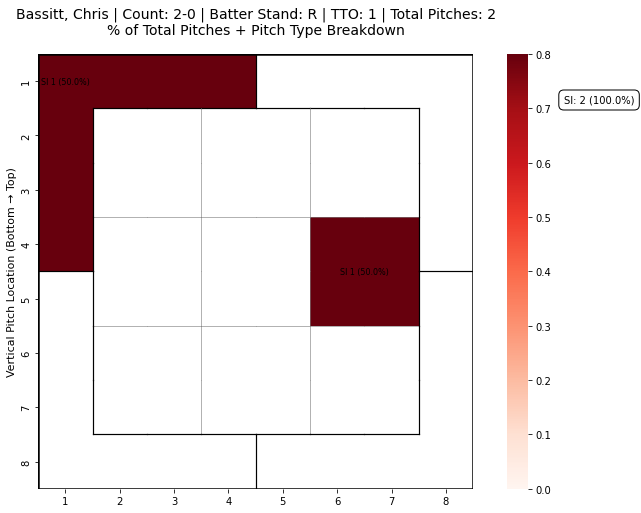 Bassitt, Chris | Count: 2-0 | Batter Stand: R | TTO: 1 | Total Pitches: 2
% of Total Pitches + Pitch Type Breakdown
SI 1 (50.0%)
SI: 2 (100.0%)
SI 1 (50.0%)
Vertical Pitch Location (Bottom → Top)
1
2
3
4
5
6
7
8
1 2 3 4 5 6 7 8
0.8
0.7
0.6
0.5
0.4
0.3
0.2
0.1
0.0